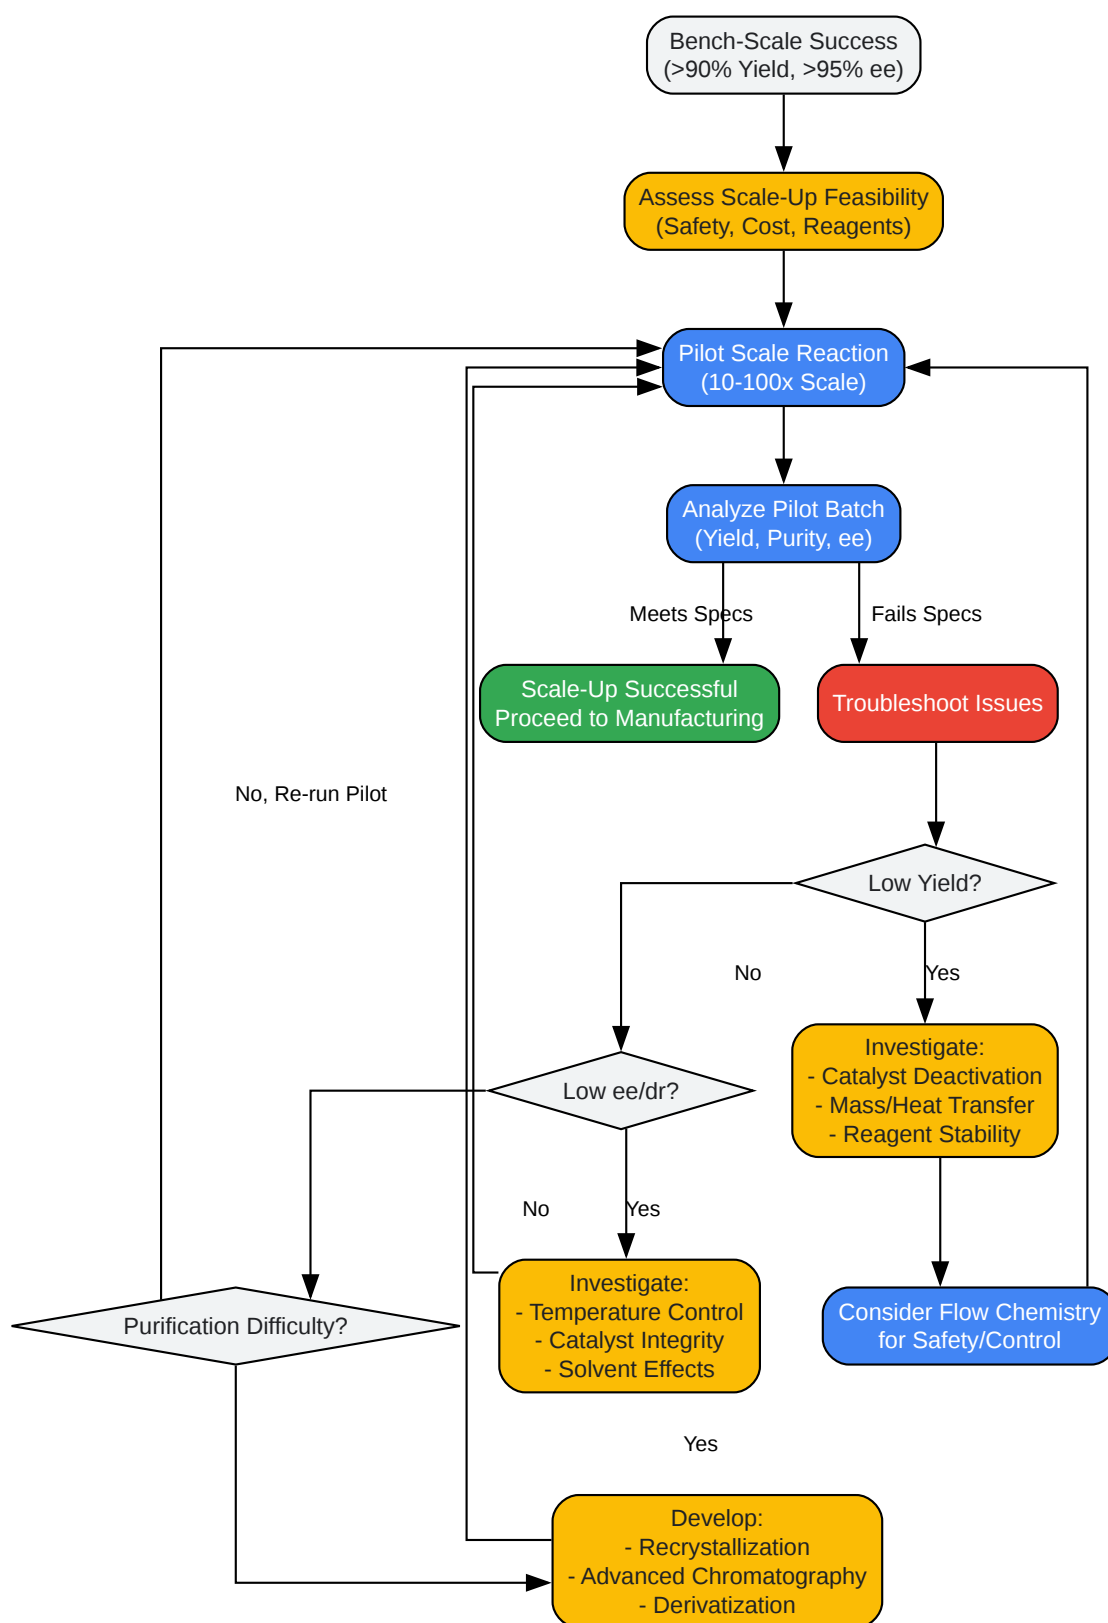 Bench-Scale Success
(>90% Yield, >95% ee)
Assess Scale-Up Feasibility
(Safety, Cost, Reagents)
Pilot Scale Reaction
(10-100x Scale)
Analyze Pilot Batch
(Yield, Purity, ee)
Meets Specs
Fails Specs
Scale-Up Successful
Proceed to Manufacturing
Troubleshoot Issues
No, Re-run Pilot
Low Yield?
No
Yes
Investigate:
- Catalyst Deactivation
- Mass/Heat Transfer
- Reagent Stability
Low ee/dr?
No
Yes
Investigate:
- Temperature Control
- Catalyst Integrity
- Solvent Effects
Consider Flow Chemistry
for Safety/Control
Purification Difficulty?
Yes
Develop:
- Recrystallization
- Advanced Chromatography
- Derivatization